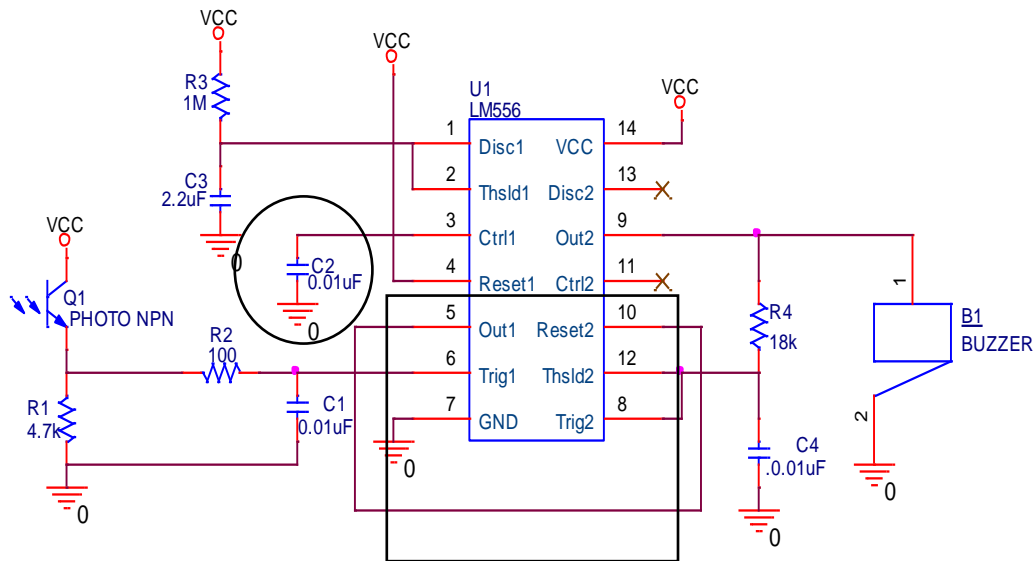 VCC
R3
1M
C3
2.2uF
0
VCC
U1
LM556
VCC
1
Disc1
2
Thsld1
3
Ctrl1
4
Reset1
5
Out1
6
Trig1
7
GND
14
VCC
13
Disc2
9
Out2
11
Ctrl2
10
Reset2
12
Thsld2
8
Trig2
C2
0.01uF
0
VCC
Q1
PHOTO NPN
R2
100
R1
4.7k
C1
0.01uF
0
0
R4
18k
C4
.0.01uF
0
1
B1
BUZZER
2
0